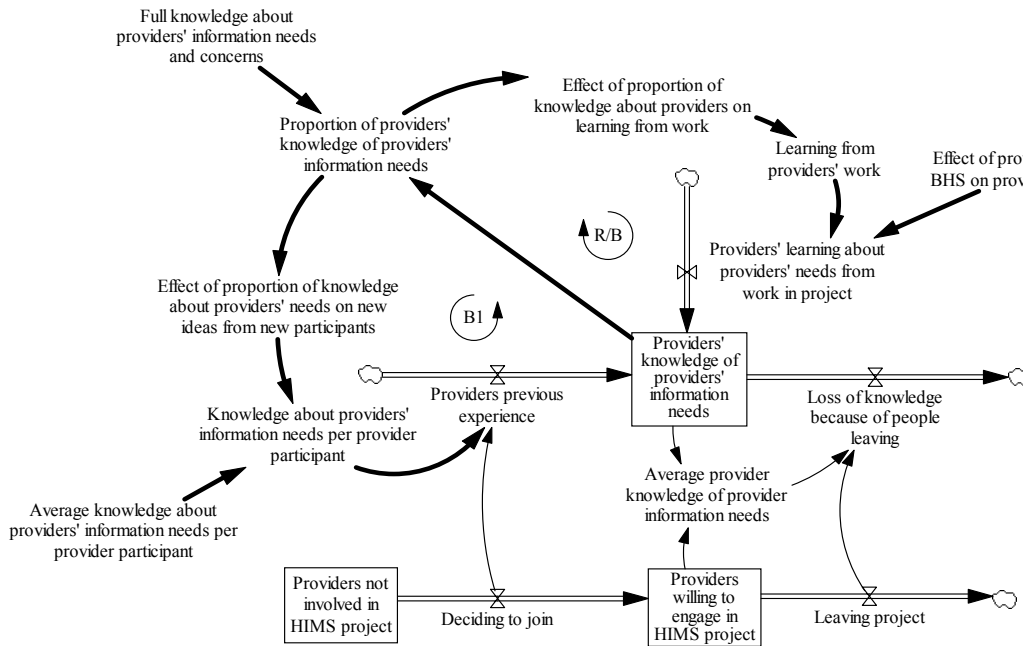 Full knowledge about
providers' information needs
and concerns
Effect of proportion of
knowledge about providers on
learning from work
Proportion of providers'
knowledge of providers'
information needs
Learning from
providers' work
Effect of pro
BHS on prov
R/B
Providers' learning about
providers' needs from
work in project
Effect of proportion of knowledge
about providers' needs on new
ideas from new participants
B1
Providers'
knowledge of
providers'
information
needs
Providers previous
experience
Loss of knowledge
because of people
leaving
Knowledge about providers'
information needs per provider
participant
Average provider
knowledge of provider
information needs
Average knowledge about
providers' information needs per
provider participant
Providers not
involved in
HIMS project
Deciding to join
Providers
willing to
engage in
HIMS project
Leaving project